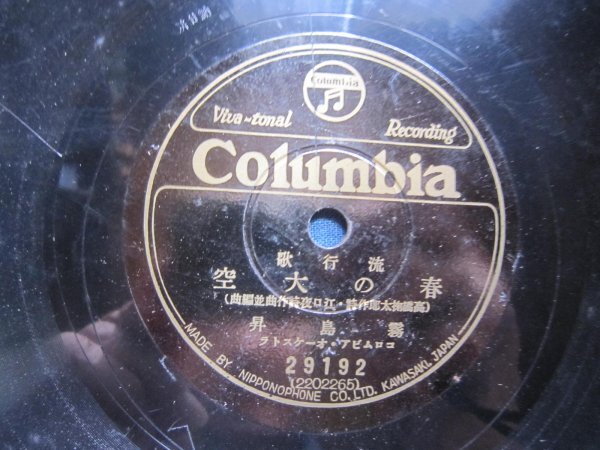 Columbia
Viva-tonal Recording
Columbia
流行歌
春の大空
(高橋掬太郎作詩・江口夜詩作曲並編曲)
霧島昇
コロムビア・オーケストラ
29192
(2202265)
MADE BY NIPPONOPHONE CO., LTD. KAWASAKI, JAPAN